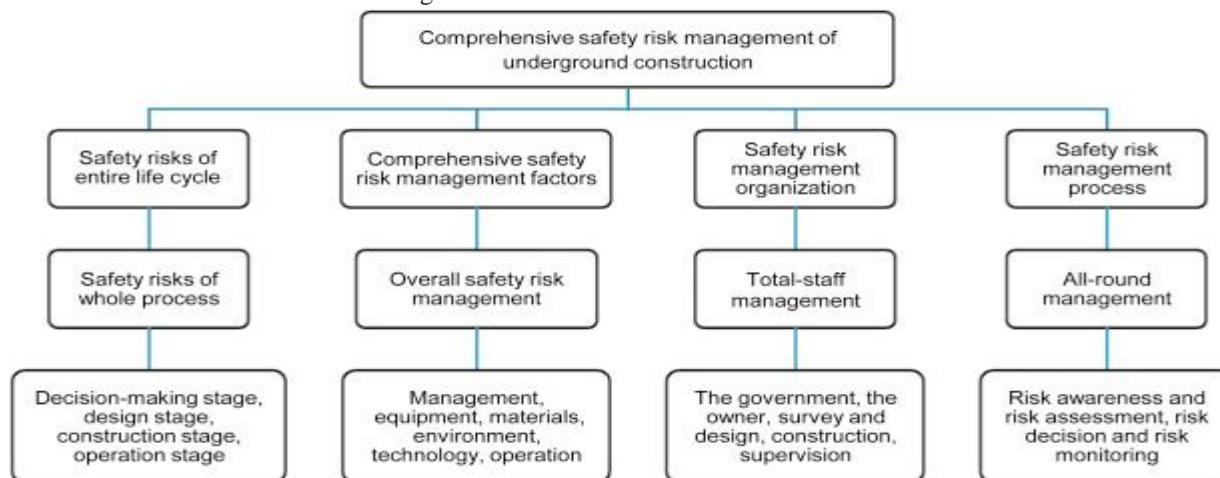 Comprehensive safety risk management of
underground construction
Safety risks of
entire life cycle
Comprehensive safety
risk management factors
Safety risk
management
organization
Safety risk
management
process
Safety risks of
whole process
Overall safety risk
management
Total-staff
management
All-round
management
Decision-making stage,
design stage,
construction stage,
operation stage
Management,
equipment, materials,
environment,
technology, operation
The government, the
owner, survey and
design, construction,
supervision
Risk awareness and
risk assessment, risk
decision and risk
monitoring